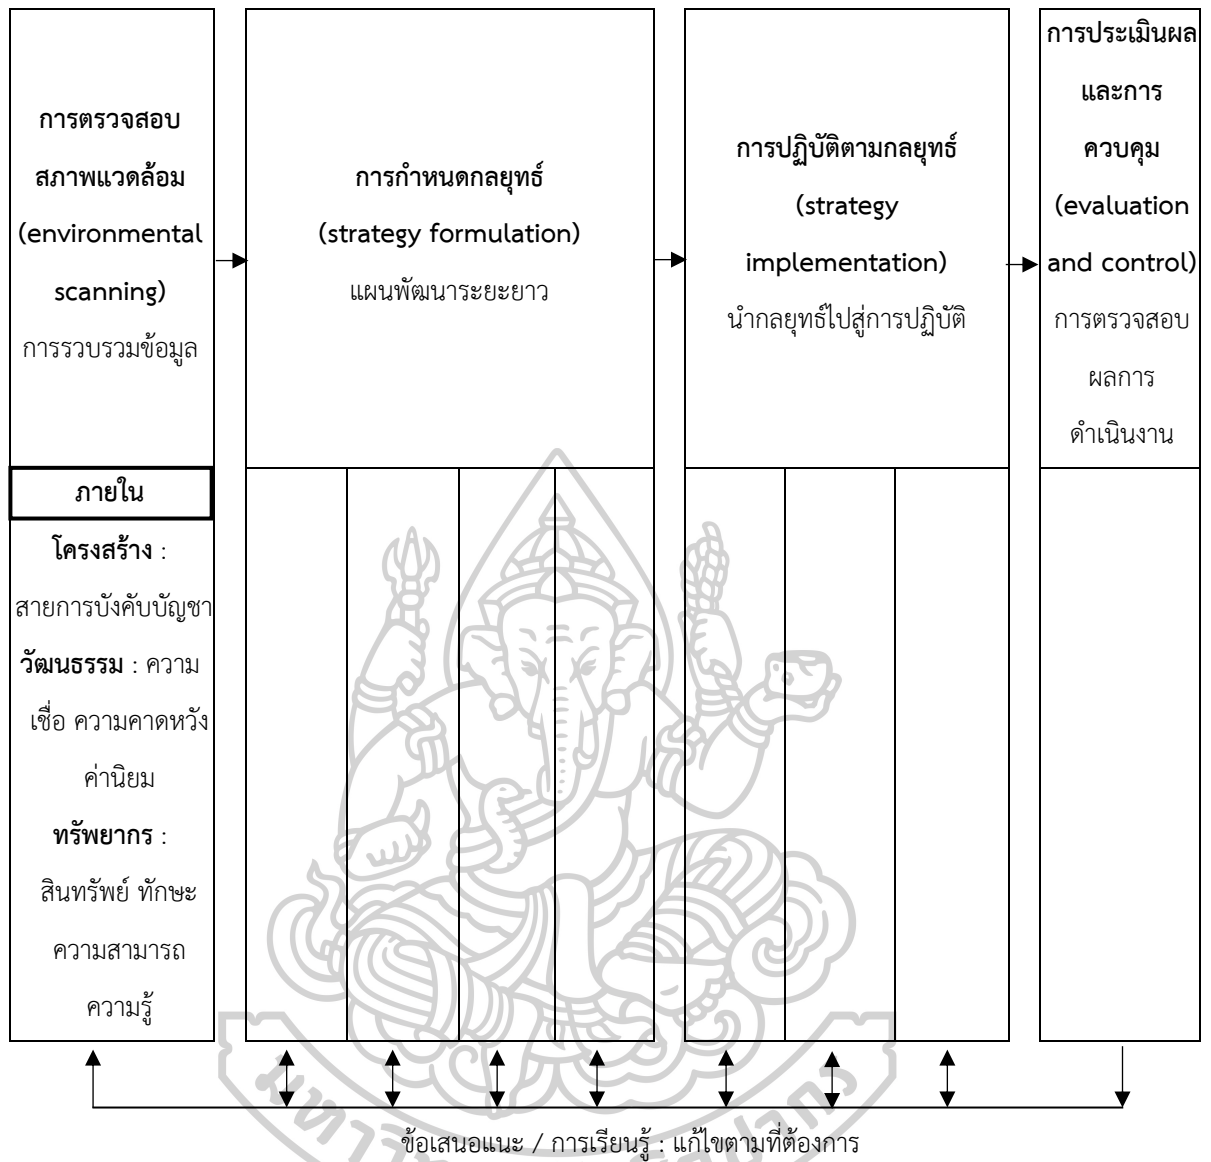 การตรวจสอบ
สภาพแวดล้อม
(environmental
scanning)
การรวบรวมข้อมูล
การกำหนดกลยุทธ์
(strategy formulation)
แผนพัฒนาระยะยาว
การปฏิบัติตามกลยุทธ์
(strategy
implementation)
นำกลยุทธ์ไปสู่การปฏิบัติ
การประเมินผล
และการ
ควบคุม
(evaluation
and control)
การตรวจสอบ
ผลการ
ดำเนินงาน
ภายใน
โครงสร้าง :
สายการบังคับบัญชา
วัฒนธรรม : ความ
เชื่อ ความคาดหวัง
ค่านิยม
ทรัพยากร :
สินทรัพย์ ทักษะ
ความสามารถ
ความรู้
ข้อเสนอแนะ / การเรียนรู้ : แก้ไขตามที่ต้องการ